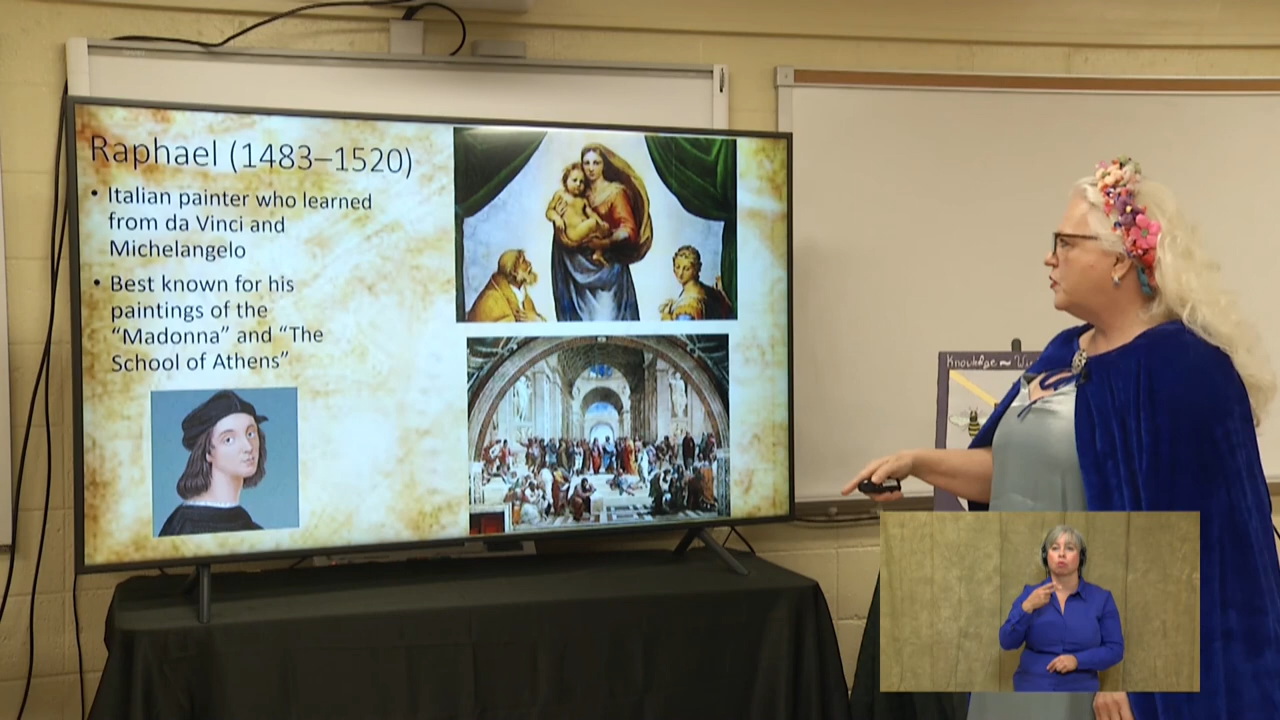 Raphael (1483–1520)
• Italian painter who learned
from da Vinci and
Michelangelo
• Best known for his
paintings of the
“Madonna” and “The
School of Athens”
Knowledge ~